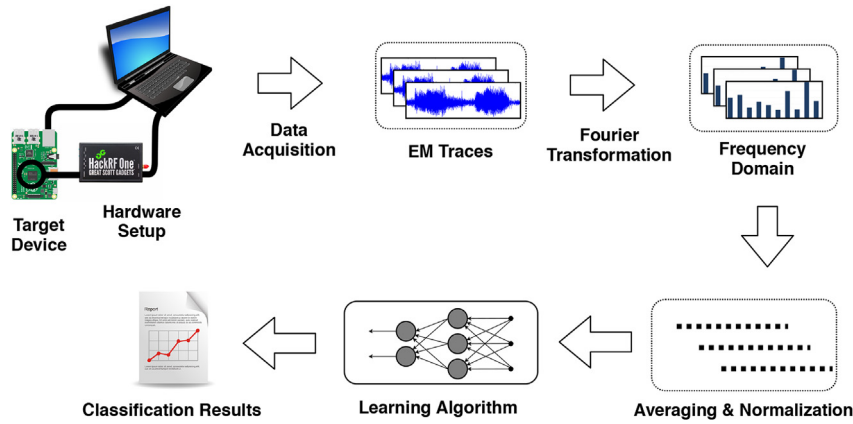 HackRF One
GREAT SCOTT GADGETS
Target
Device
Hardware
Setup
Data
Acquisition
EM Traces
Fourier
Transformation
Frequency
Domain
Averaging & Normalization
Learning Algorithm
Report
Classification Results